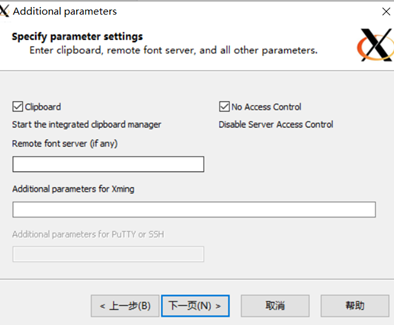 Additional parameters
Specify parameter settings
Enter clipboard, remote font server, and all other parameters.
Clipboard
No Access Control
Start the integrated clipboard manager
Disable Server Access Control
Remote font server (if any)
Additional parameters for Xming
Additional parameters for PuTTY or SSH
< 上一步(B)
下一页(N) >
取消
帮助